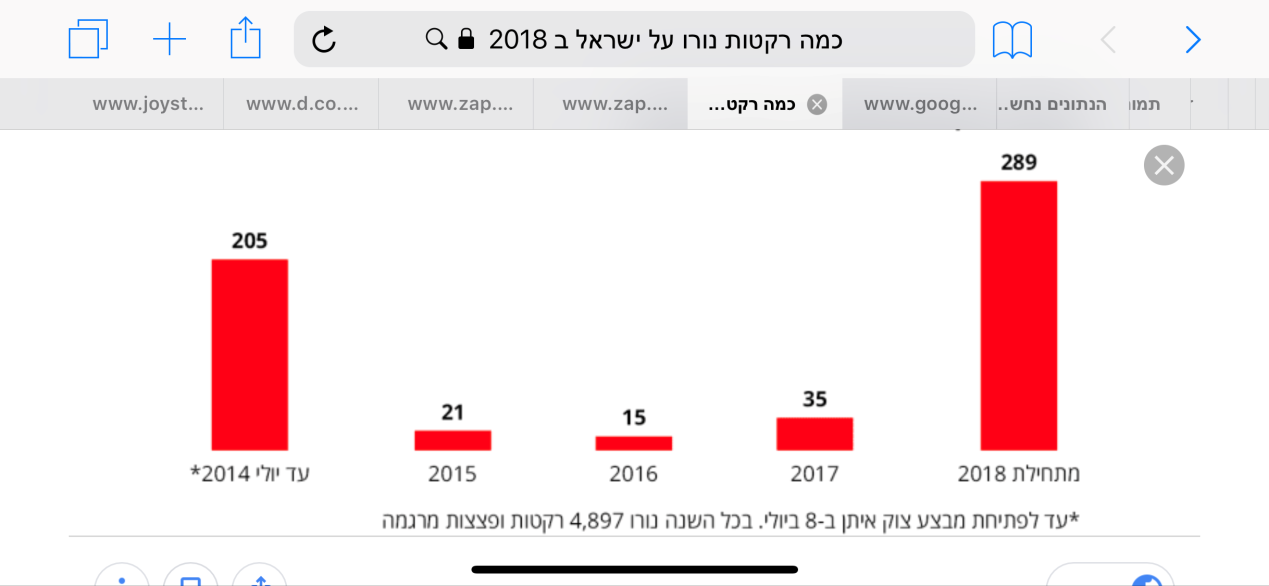 כמה רקטות נורו על ישראל ב 2018
www.joyst...
www.d.co....
www.zap....
www.zap....
כמה רקט...
www.goog...
הנתונים נחש...
289
205
35
15
21
עד יולי 2014*
2015
2016
2017
מתחילת 2018
*עד לפתיחת מבצע צוק איתן ב-8 ביולי. בכל השנה נורו 4,897 רקטות ופצצות מרגמה